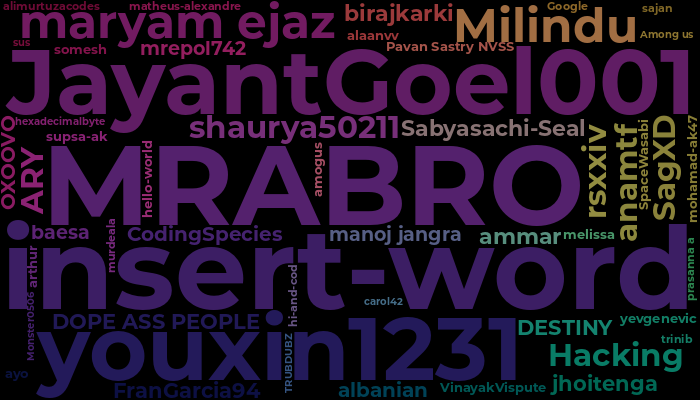 alimurtuzacodes
matheus-alexandre
Google
sajan
maryam ejaz
birajkarki
Milindu
sus
somesh
mrepol742
alaanvv
Pavan Sastry NVSS
Among us
JayantGoel001
hexadecimalbyte
shaurya50211
Sabyasachi-Seal
OXOOVO
ARY
supsa-ak
hello-world
MRABRO
amogus
rsxxiv
anamtf
SpaceWasabi
SagXD
mohamad-ak47
baesa
murdeala
CodingSpecies
manoj jangra
ammar
melissa
insert-word
arthur
prasanna a
Monster0506
hi-and-cod
carol42
DOPE ASS PEOPLE
youxin1231
DESTINY
yevgenevic
TRUBDUBZ
Hacking
trinib
ayo
FranGarcia94
albanian
VinayakVispute
jhoitenga